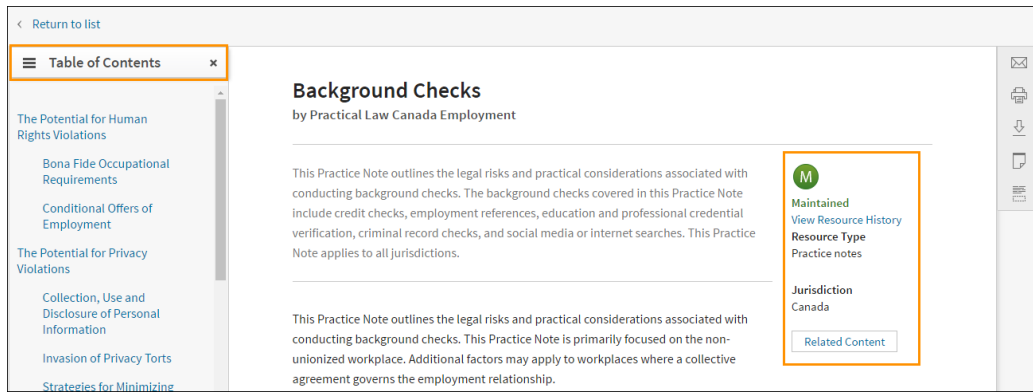 Return to list
Table of Contents
The Potential for Human
Rights Violations
Bona Fide Occupational
Requirements
Conditional Offers of
Employment
The Potential for Privacy
Violations
Collection, Use and
Disclosure of Personal
Information
Invasion of Privacy Torts
Strategies for Minimizing
Background Checks
by Practical Law Canada Employment
This Practice Note outlines the legal risks and practical considerations associated with
conducting background checks. The background checks covered in this Practice Note
include credit checks, employment references, education and professional credential
verification, criminal record checks, and social media or internet searches. This Practice
Note applies to all jurisdictions.
This Practice Note outlines the legal risks and practical considerations associated with
conducting background checks. This Practice Note is primarily focused on the non-
unionized workplace. Additional factors may apply to workplaces where a collective
agreement governs the employment relationship.
M
Maintained
View Resource History
Resource Type
Practice notes
Jurisdiction
Canada
Related Content